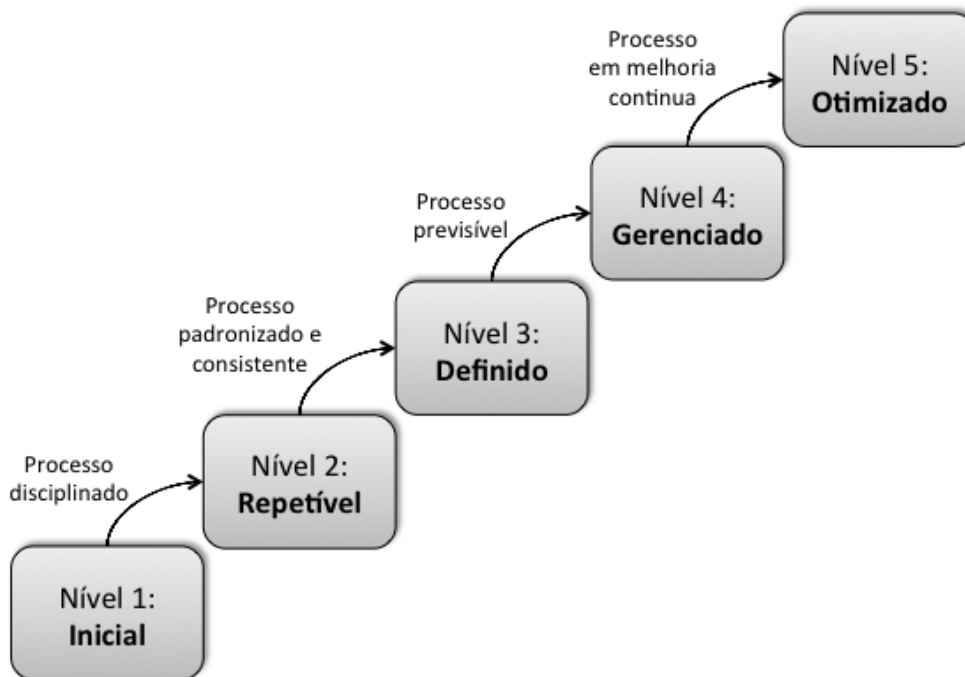 Processo
em melhoria
continua
Nível 5:
Otimizado
Processo
previsível
Nível 4:
Gerenciado
Processo
padronizado e
consistente
Nível 3:
Definido
Processo
disciplinado
Nível 2:
Repetível
Nível 1:
Inicial